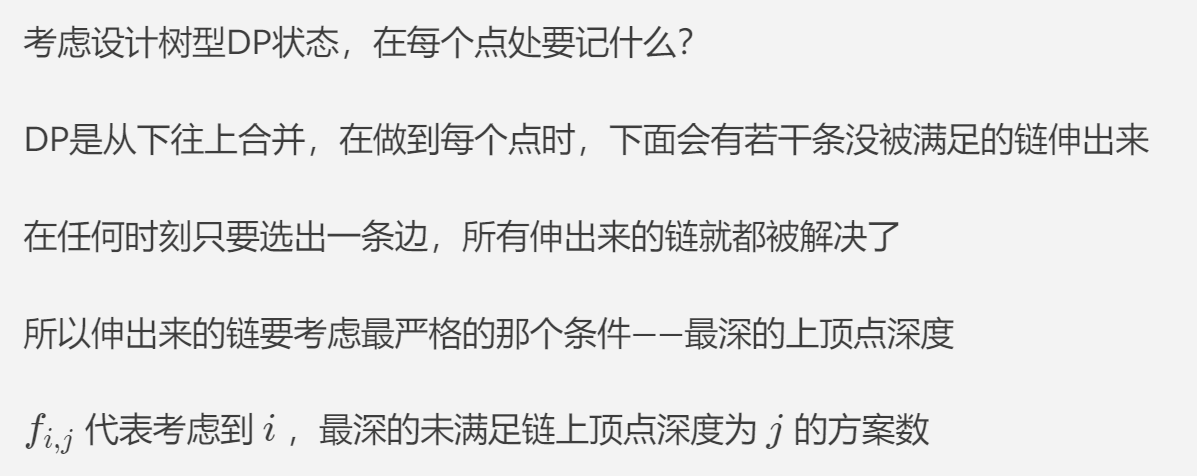 考虑设计树型DP状态，在每个点处要记什么？
DP是从下往上合并，在做到每个点时，下面会有若干条没被满足的链伸出来
在任何时刻只要选出一条边，所有伸出来的链就都被解决了
所以伸出来的链要考虑最严格的那个条件——最深的上顶点深度
f_{i,j} 代表考虑到 i ，最深的未满足链上顶点深度为 j 的方案数